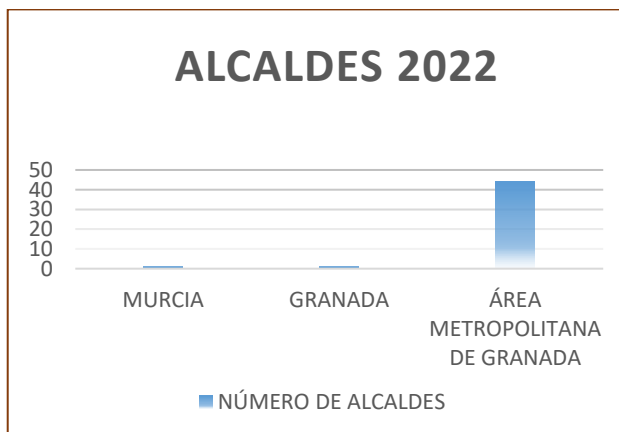 ALCALDES 2022
50
40
30
20
10
0
MURCIA
GRANADA
ÁREA
METROPOLITANA
DE GRANADA
NÚMERO DE ALCALDES